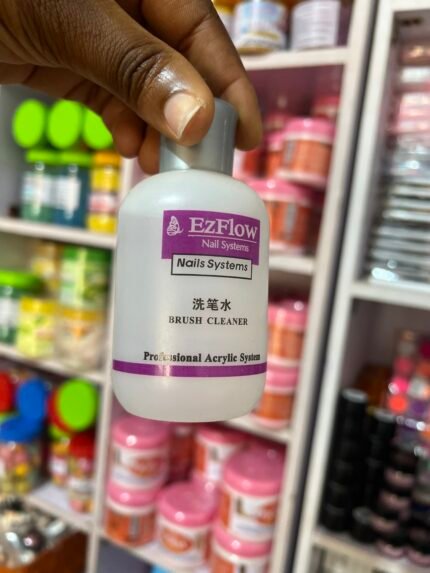 EzFlow
Nail Systems
Nails Systems
洗笔水
BRUSH CLEANER
Professional Acrylic System